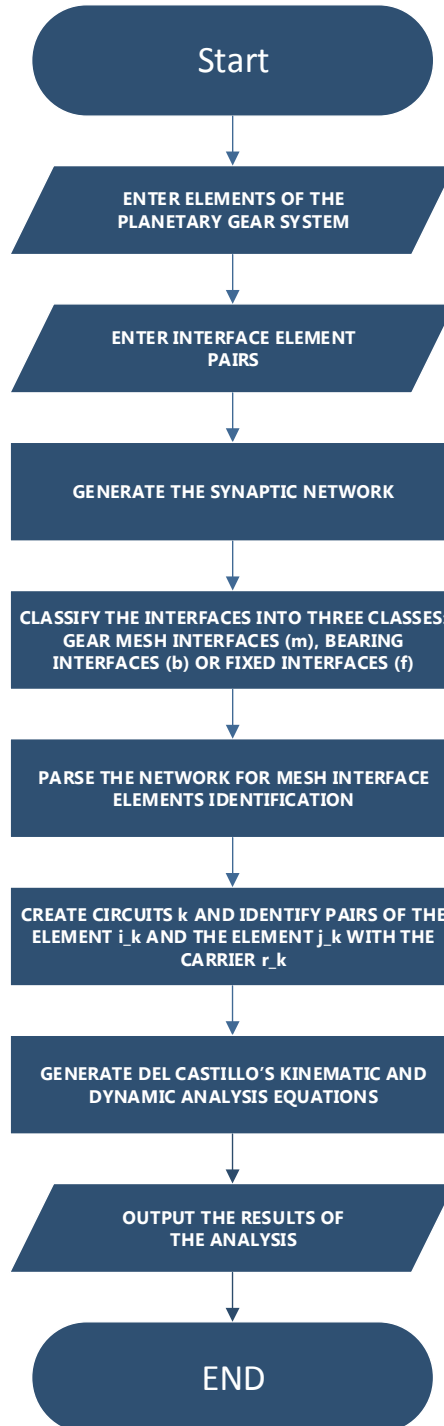 Start
ENTER ELEMENTS OF THE
PLANETARY GEAR SYSTEM
ENTER INTERFACE ELEMENT
PAIRS
GENERATE THE SYNAPTIC NETWORK
CLASSIFY THE INTERFACES INTO THREE CLASSES:
GEAR MESH INTERFACES (m), BEARING
INTERFACES (b) OR FIXED INTERFACES (f)
PARSE THE NETWORK FOR MESH INTERFACE
ELEMENTS IDENTIFICATION
CREATE CIRCUITS k AND IDENTIFY PAIRS OF THE
ELEMENT i_k AND THE ELEMENT j_k WITH THE
CARRIER r_k
GENERATE DEL CASTILLO’S KINEMATIC AND
DYNAMIC ANALYSIS EQUATIONS
OUTPUT THE RESULTS OF
THE ANALYSIS
END